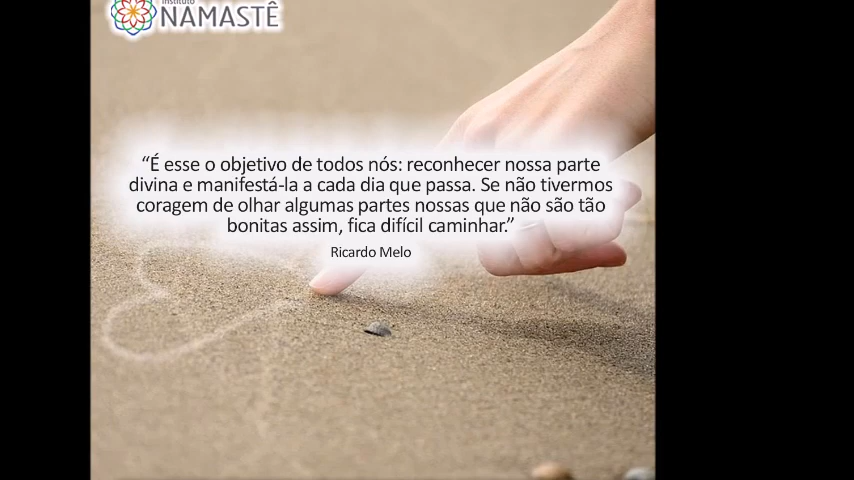 Instituto
NAMASTÊ
“É esse o objetivo de todos nós: reconhecer nossa parte
divina e manifestá-la a cada dia que passa. Se não tivermos
coragem de olhar algumas partes nossas que não são tão
bonitas assim, fica difícil caminhar.”
Ricardo Melo